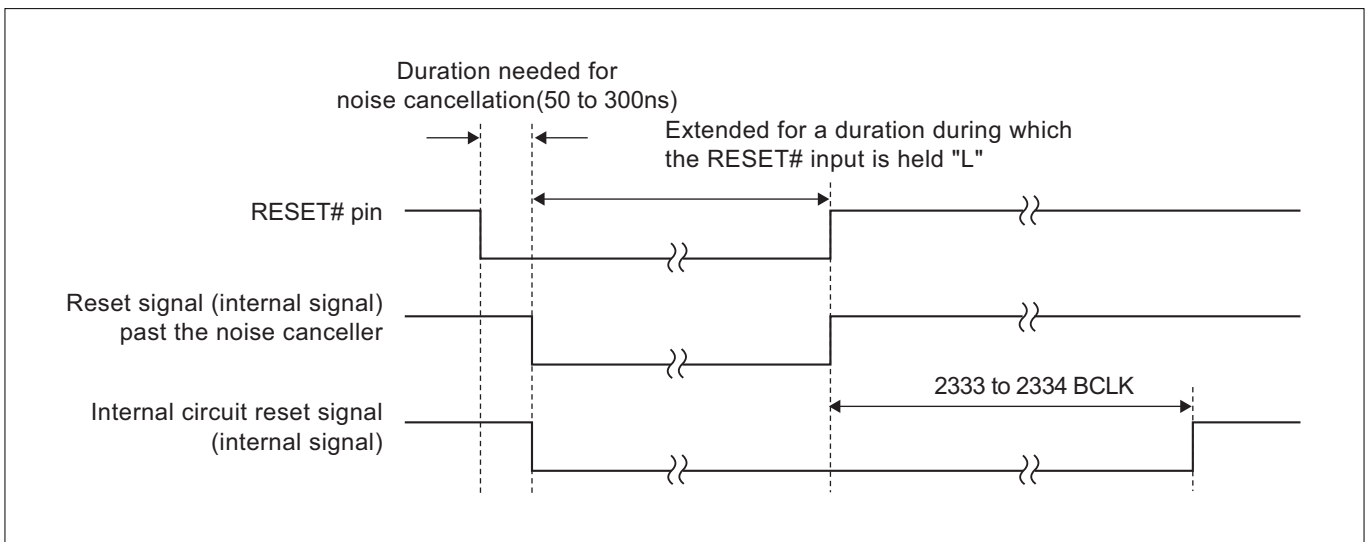 Duration needed for
noise cancellation(50 to 300ns)
Extended for a duration during which
the RESET# input is held "L"
RESET# pin
Reset signal (internal signal)
past the noise canceller
2333 to 2334 BCLK
Internal circuit reset signal
(internal signal)